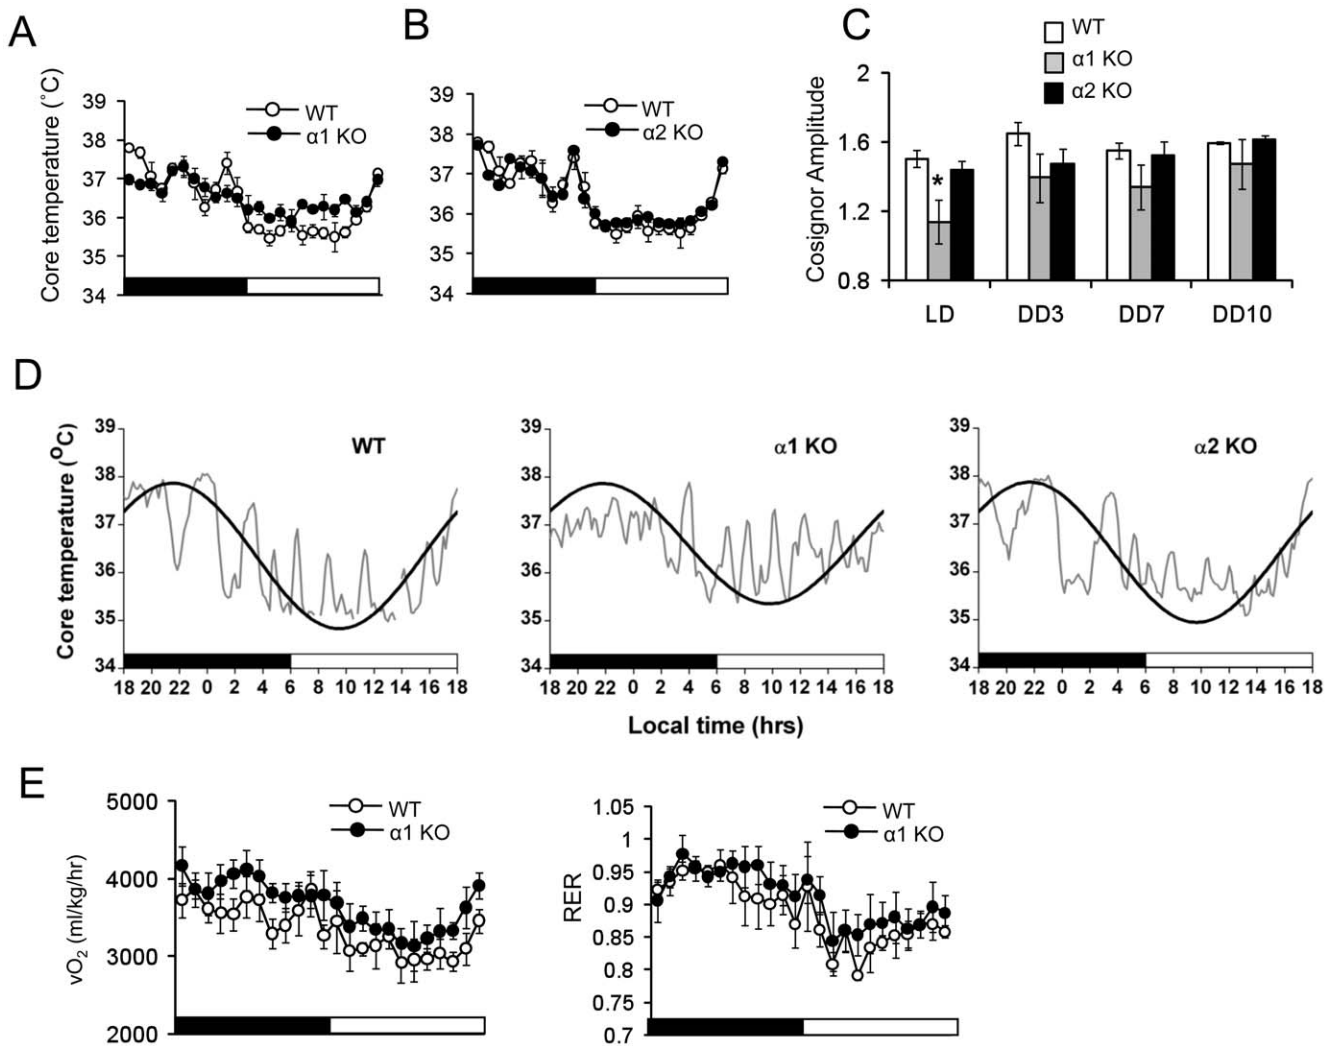 A
B
C
WT
α1 KO
α2 KO
Core temperature (˚C)
39
38
37
36
35
34
WT
α1 KO
39
38
37
36
35
34
WT
α2 KO
Cosignor Amplitude
2
1.6
1.2
0.8
*
LD DD3 DD7 DD10
D
Core temperature (ºC)
39
38
37
36
35
34
WT
18 20 22 0 2 4 6 8 10 12 14 16 18
39
38
37
36
35
34
α1 KO
18 20 22 0 2 4 6 8 10 12 14 16 18
39
38
37
36
35
34
α2 KO
18 20 22 0 2 4 6 8 10 12 14 16 18
Local time (hrs)
E
vO₂ (ml/kg/hr)
5000
4000
3000
2000
WT
α1 KO
RER
1.05
1
0.95
0.9
0.85
0.8
0.75
0.7
WT
α1 KO